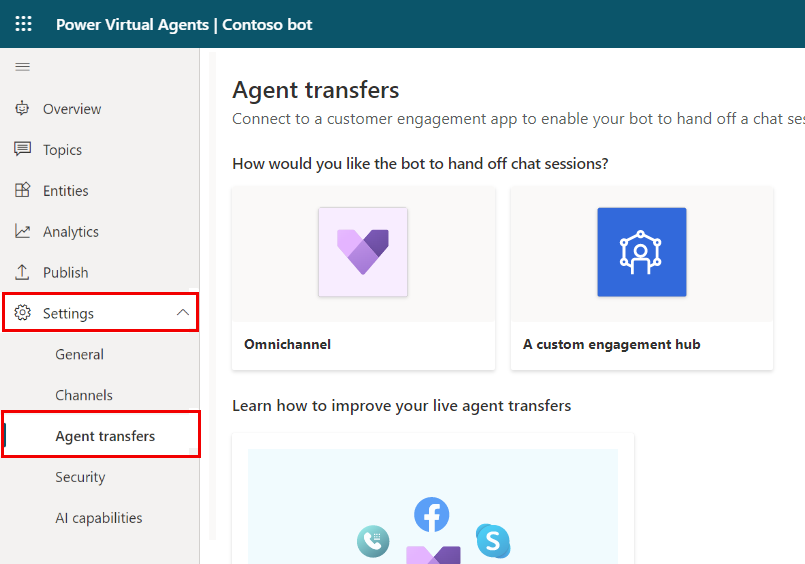 Power Virtual Agents | Contoso bot
Overview
Topics
Entities
Analytics
Publish
Settings
General
Channels
Agent transfers
Security
AI capabilities
Agent transfers
Connect to a customer engagement app to enable your bot to hand off a chat
How would you like the bot to hand off chat sessions?
Omnichannel
A custom engagement hub
Learn how to improve your live agent transfers